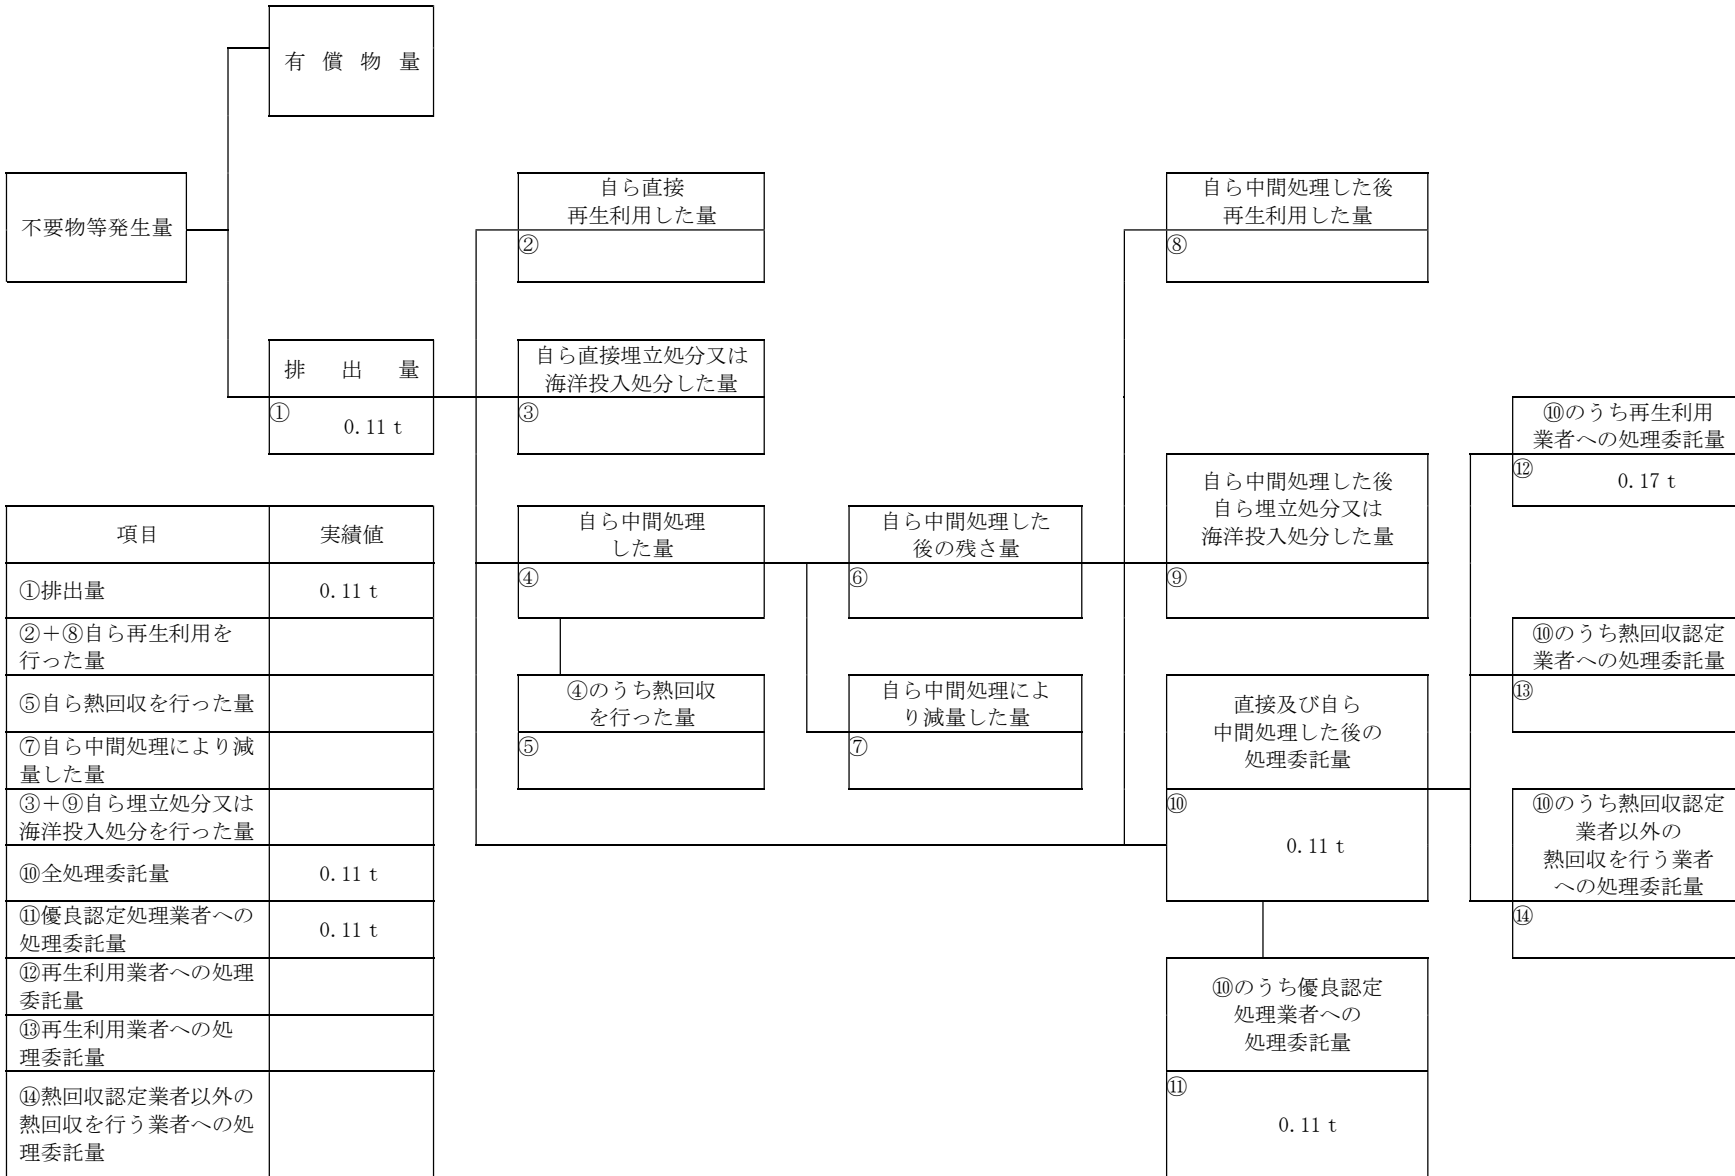 有 償 物 量
不要物等発生量
自ら直接
再生利用した量
②
自ら中間処理した後
再生利用した量
⑧
排 出 量
①
0.11 t
自ら直接埋立処分又は
海洋投入処分した量
③
⑩のうち再生利用
業者への処理委託量
⑫
0.17 t
自ら中間処理
した量
④
自ら中間処理した
後の残さ量
⑥
自ら中間処理した後
自ら埋立処分又は
海洋投入処分した量
⑨
⑩のうち熱回収認定
業者への処理委託量
⑬
④のうち熱回収
を行った量
⑤
自ら中間処理によ
り減量した量
⑦
直接及び自ら
中間処理した後の
処理委託量
⑩
0.11 t
⑩のうち熱回収認定
業者以外の
熱回収を行う業者
への処理委託量
⑭
⑩のうち優良認定
処理業者への
処理委託量
⑪
0.11 t
項目 実績値
①排出量 0.11 t
②+⑧自ら再生利用を
行った量
⑤自ら熱回収を行った量
⑦自ら中間処理により減
量した量
③+⑨自ら埋立処分又は
海洋投入処分を行った量
⑩全処理委託量 0.11 t
⑪優良認定処理業者への
処理委託量 0.11 t
⑫再生利用業者への処理
委託量
⑬再生利用業者への処
理委託量
⑭熱回収認定業者以外の
熱回収を行う業者への処
理委託量